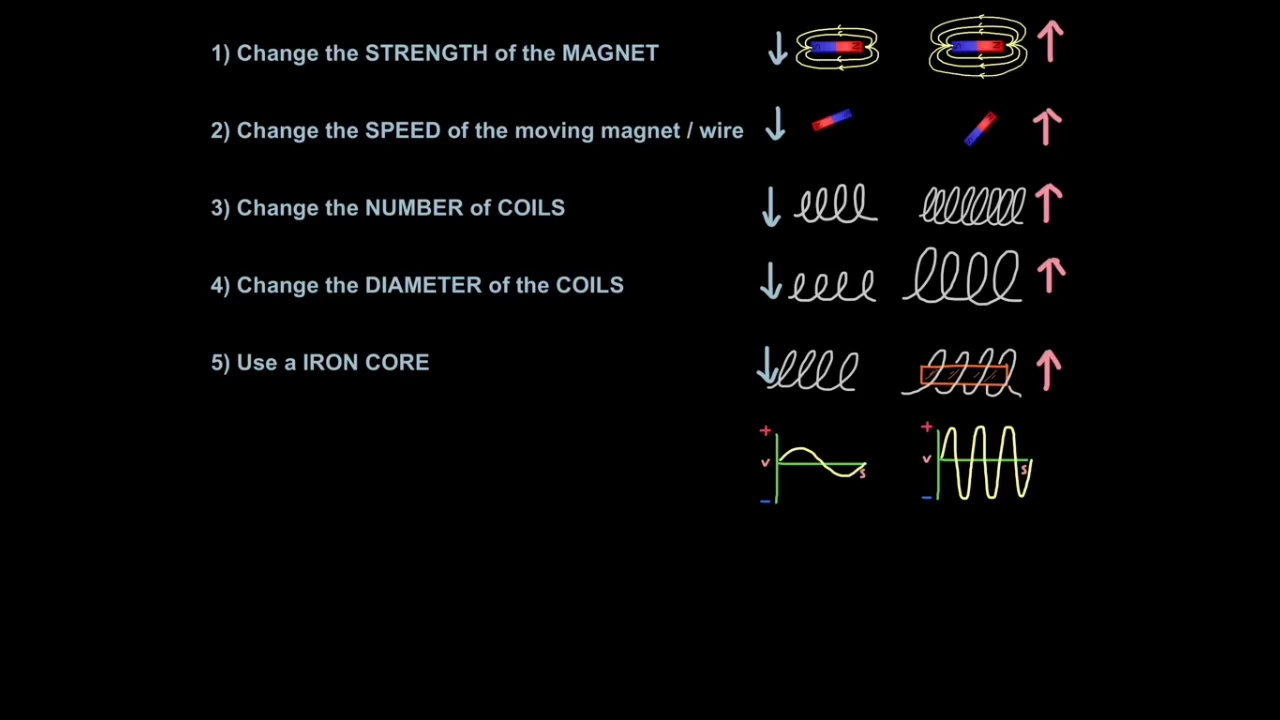 1) Change the STRENGTH of the MAGNET
2) Change the SPEED of the moving magnet / wire
3) Change the NUMBER of COILS
4) Change the DIAMETER of the COILS
5) Use a IRON CORE
S N
S N
+
V
S
-
+
V
S
-